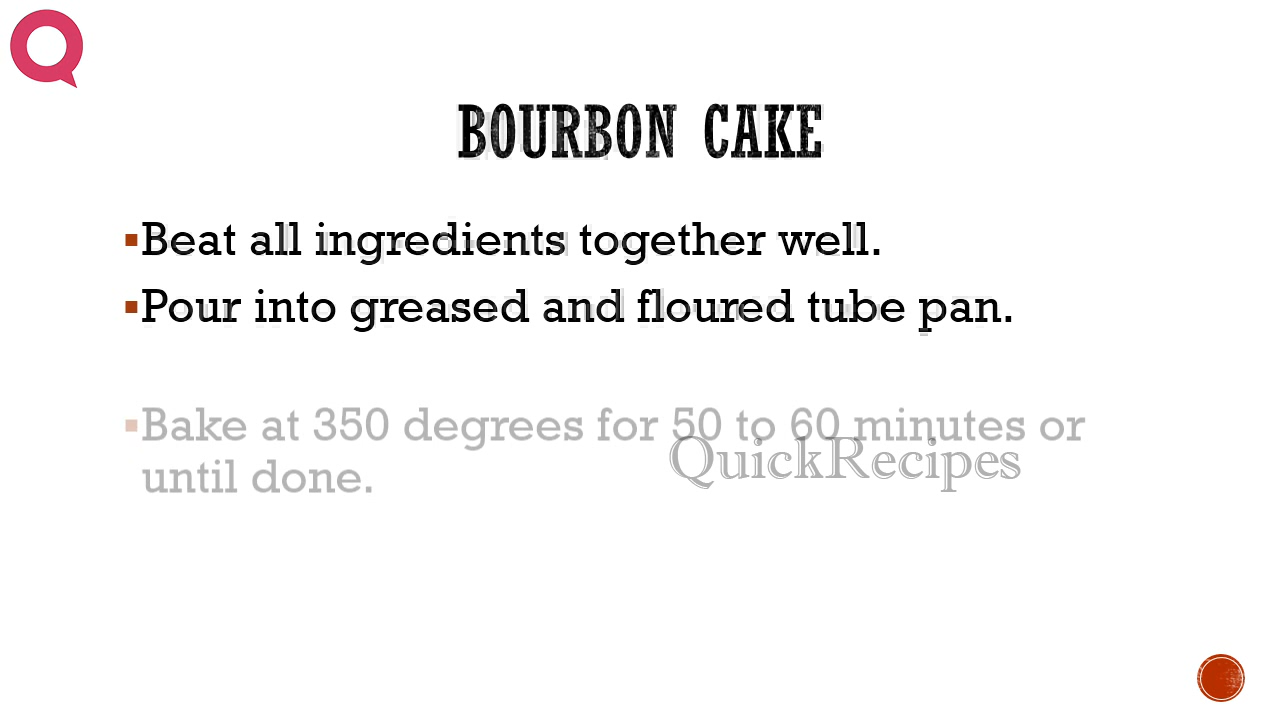 BOURBON CAKE
▪Beat all ingredients together well.
▪Pour into greased and floured tube pan.
▪Bake at 350 degrees for 50 to 60 minutes or
until done.
QuickRecipes